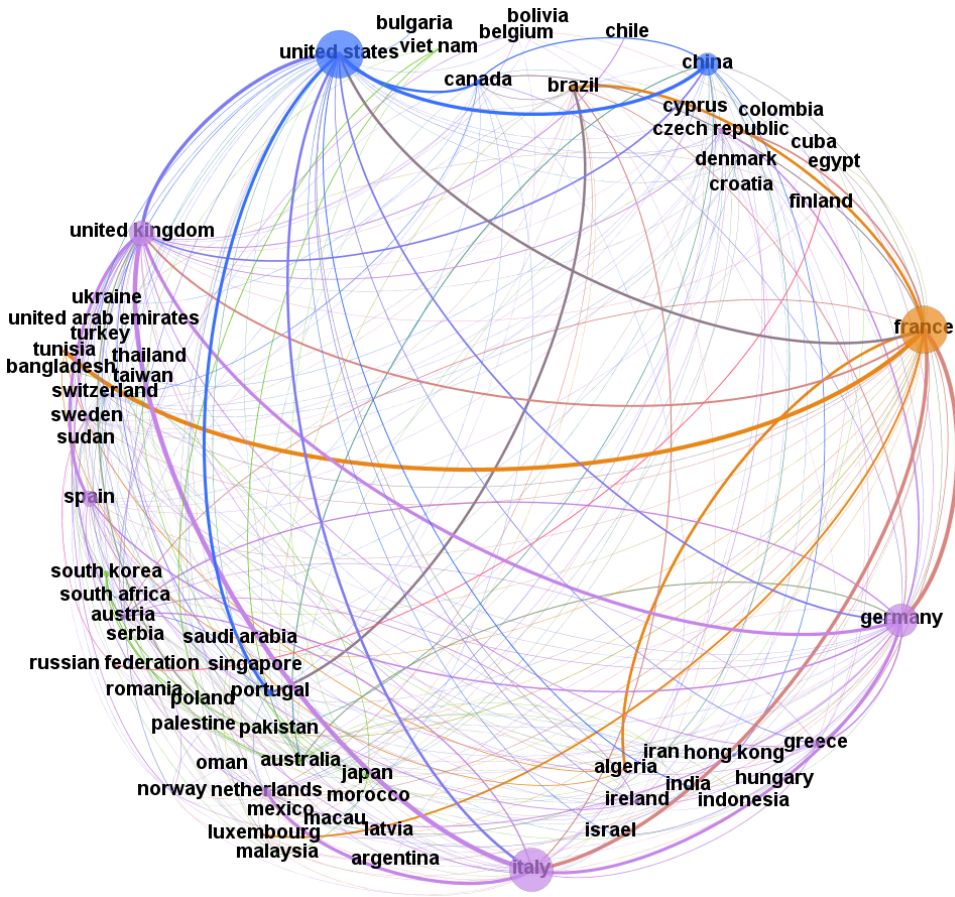 bolivia
bulgaria
belgium
chile
united states
viet nam
china
canada
brazil
cyprus
colombia
czech republic
cuba
denmark
egypt
croatia
finland
united kingdom
ukraine
united arab emirates
france
turkey
tunisia
thailand
bangladesh
taiwan
switzerland
sweden
sudan
spain
south korea
south africa
austria
germany
serbia
saudi arabia
russian federation
singapore
romania
poland
portugal
palestine
pakistan
greece
iran
hong kong
oman
australia
algeria
japan
india
hungary
norway
netherlands
morocco
ireland
indonesia
mexico
macau
luxembourg
latvia
israel
malaysia
argentina
italy